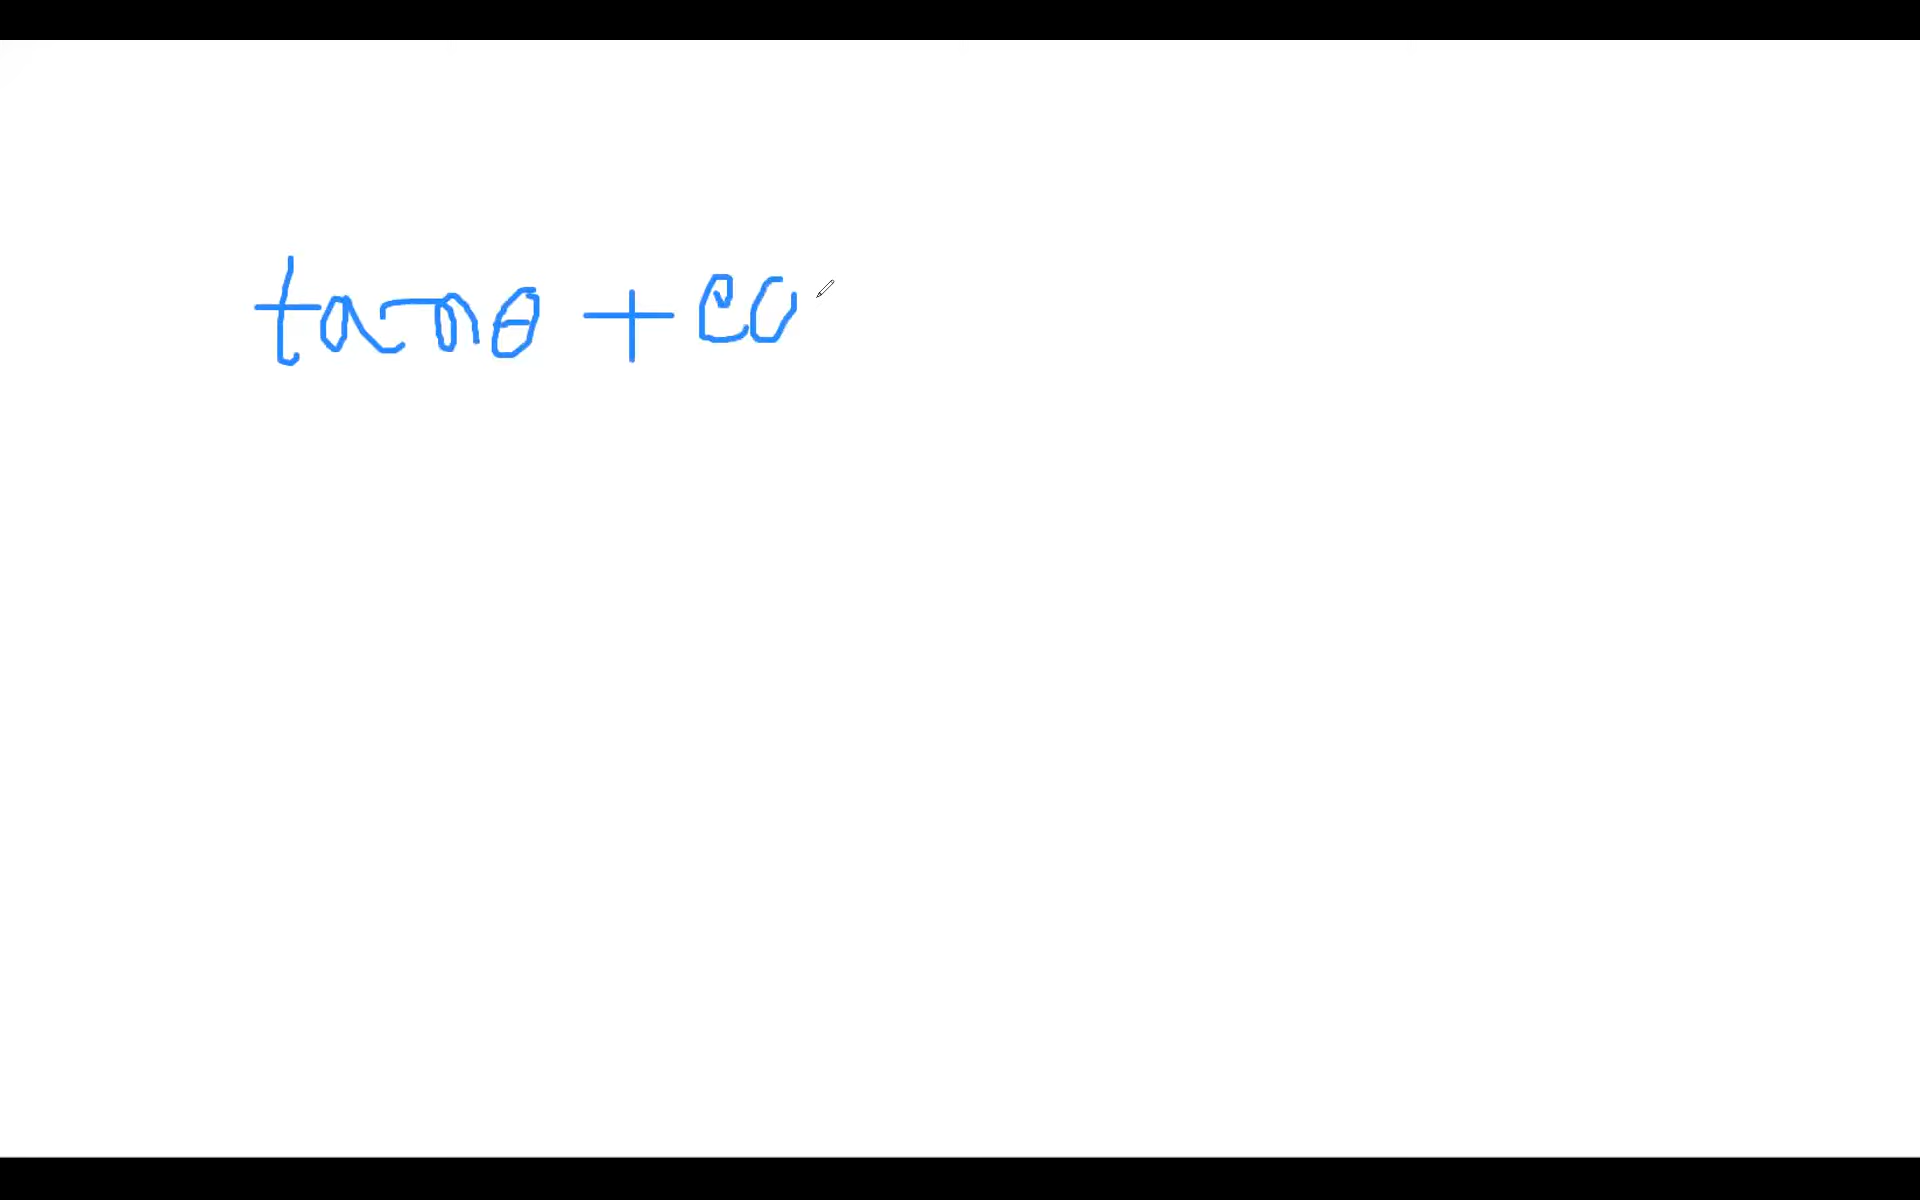 tanθ + co